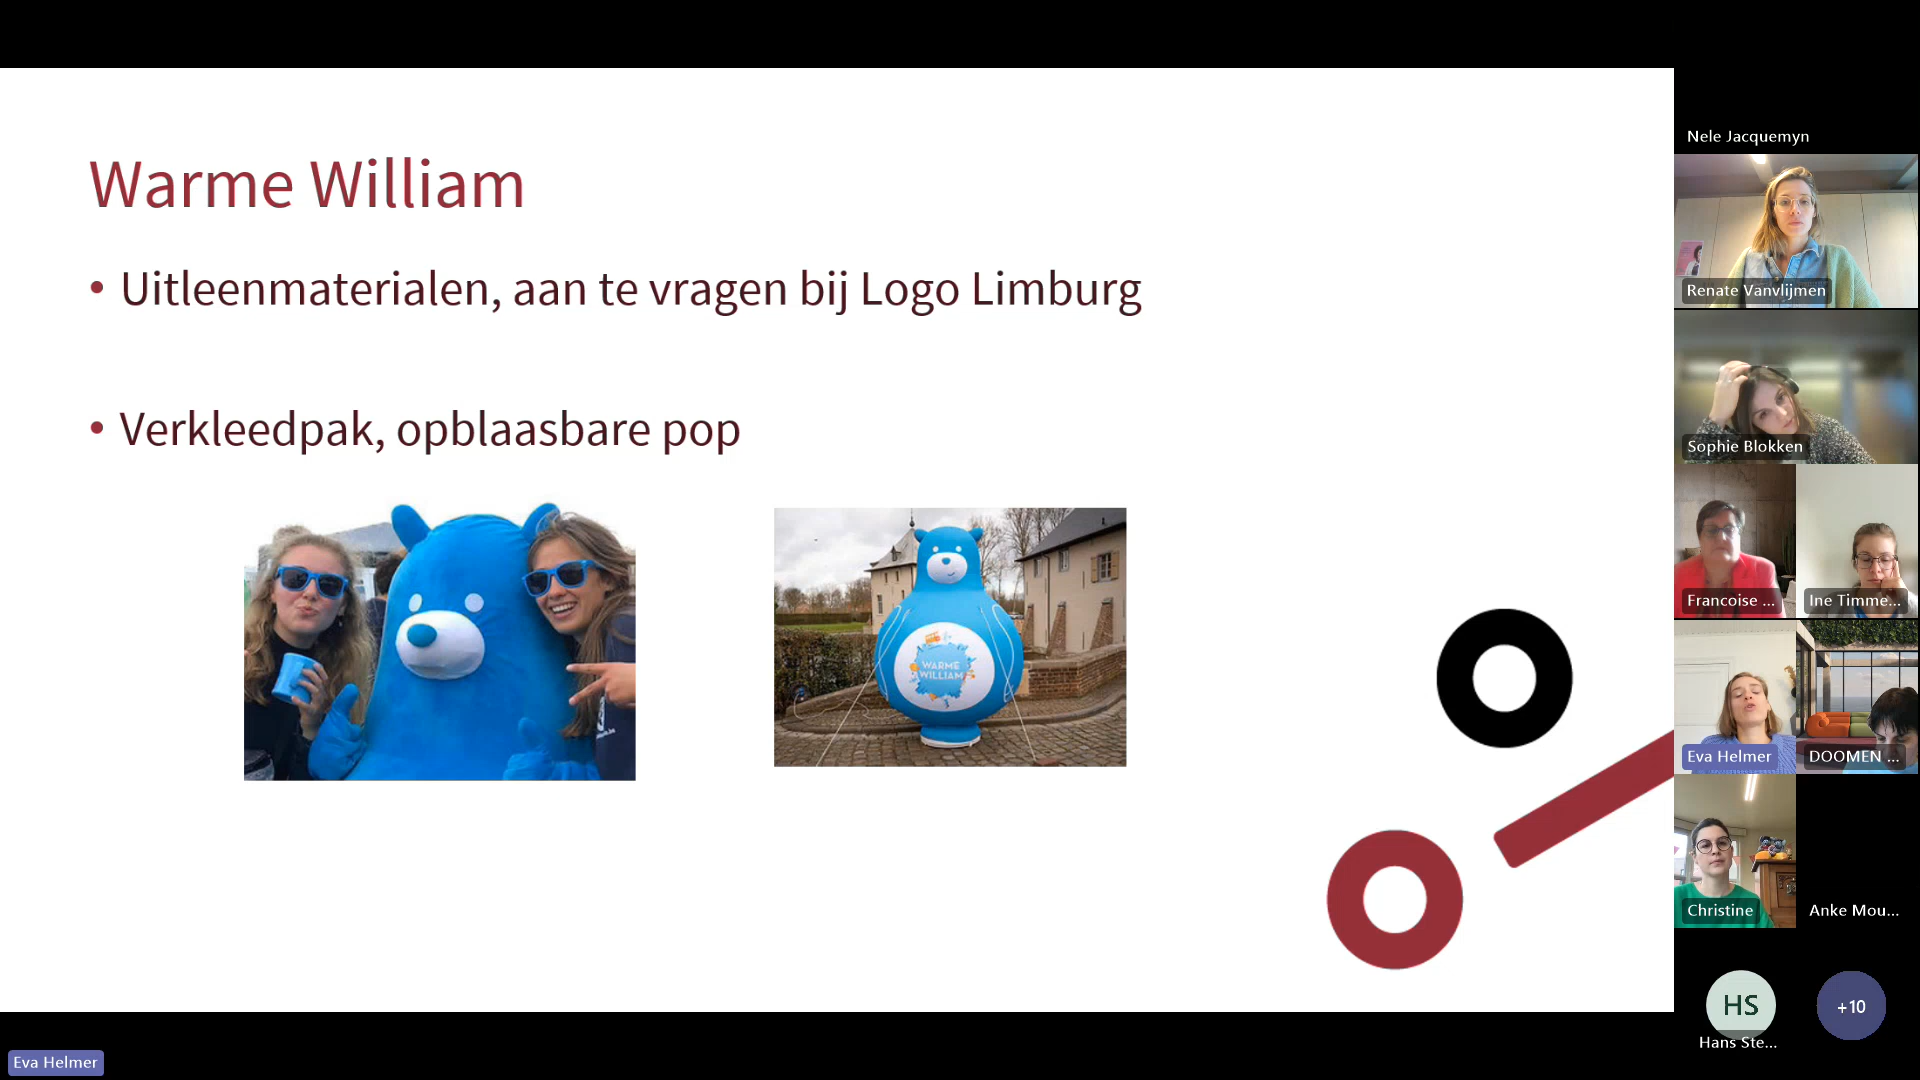 Warme William
• Uitleenmaterialen, aan te vragen bij Logo Limburg
• Verkleedpak, opblaasbare pop
WARME
WILLIAM
Nele Jacquemyn
Renate Vanvlijmen
Sophie Blokken
Francoise ...
Ine Timme...
Eva Helmer
DOOMEN ...
Christine
Anke Mou...
HS
Hans Ste...
+10
Eva Helmer